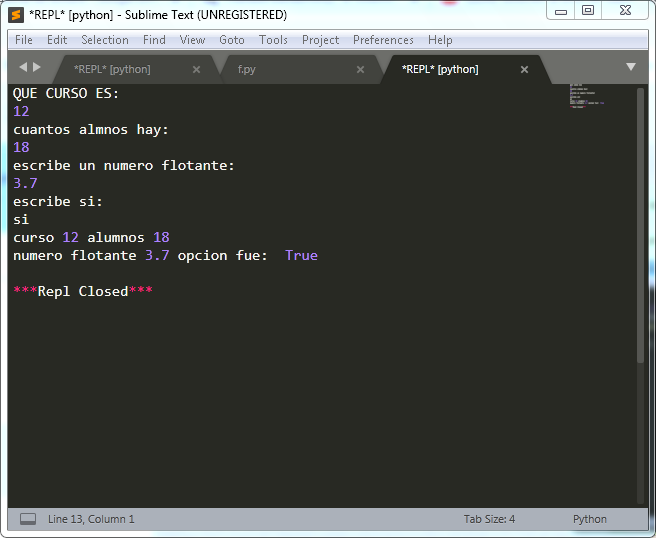 *REPL* [python] - Sublime Text (UNREGISTERED)
File Edit Selection Find View Goto Tools Project Preferences Help
*REPL* [python] f.py *REPL* [python]
QUE CURSO ES:
12
cuantos almnos hay:
18
escribe un numero flotante:
3.7
escribe si:
si
curso 12 alumnos 18
numero flotante 3.7 opcion fue:  True
***Repl Closed***
Line 13, Column 1 Tab Size: 4 Python